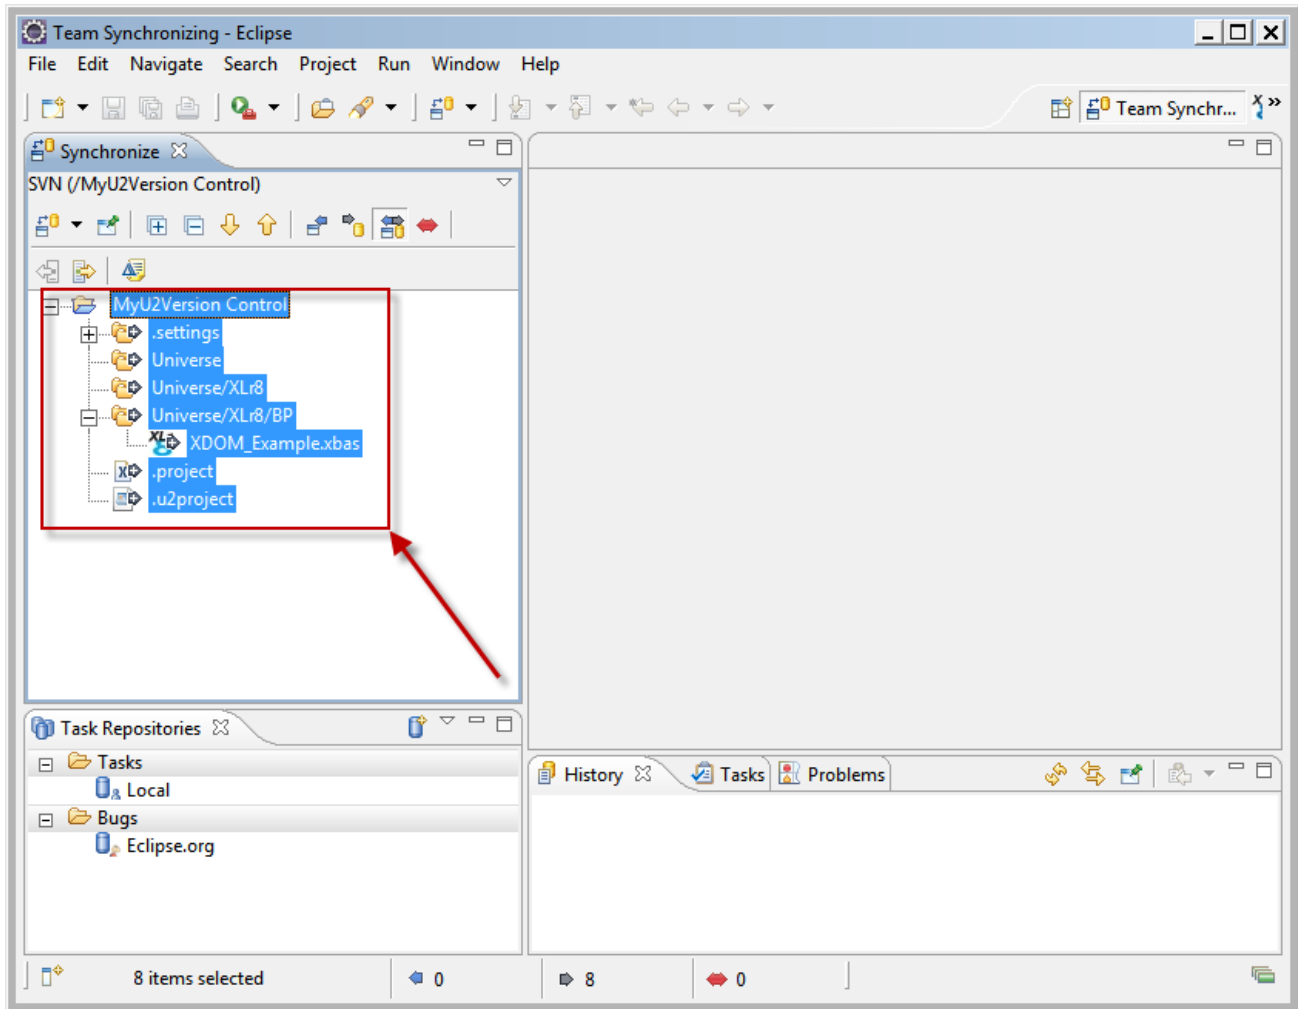 Team Synchronizing - Eclipse
File Edit Navigate Search Project Run Window Help
Team Synchr...
Synchronize
SVN (/MyU2Version Control)
MyU2Version Control
.settings
Universe
Universe/XLr8
Universe/XLr8/BP
XDOM_Example.xbas
.project
.u2project
Task Repositories
Tasks
Local
Bugs
Eclipse.org
History Tasks Problems
8 items selected 0 8 0